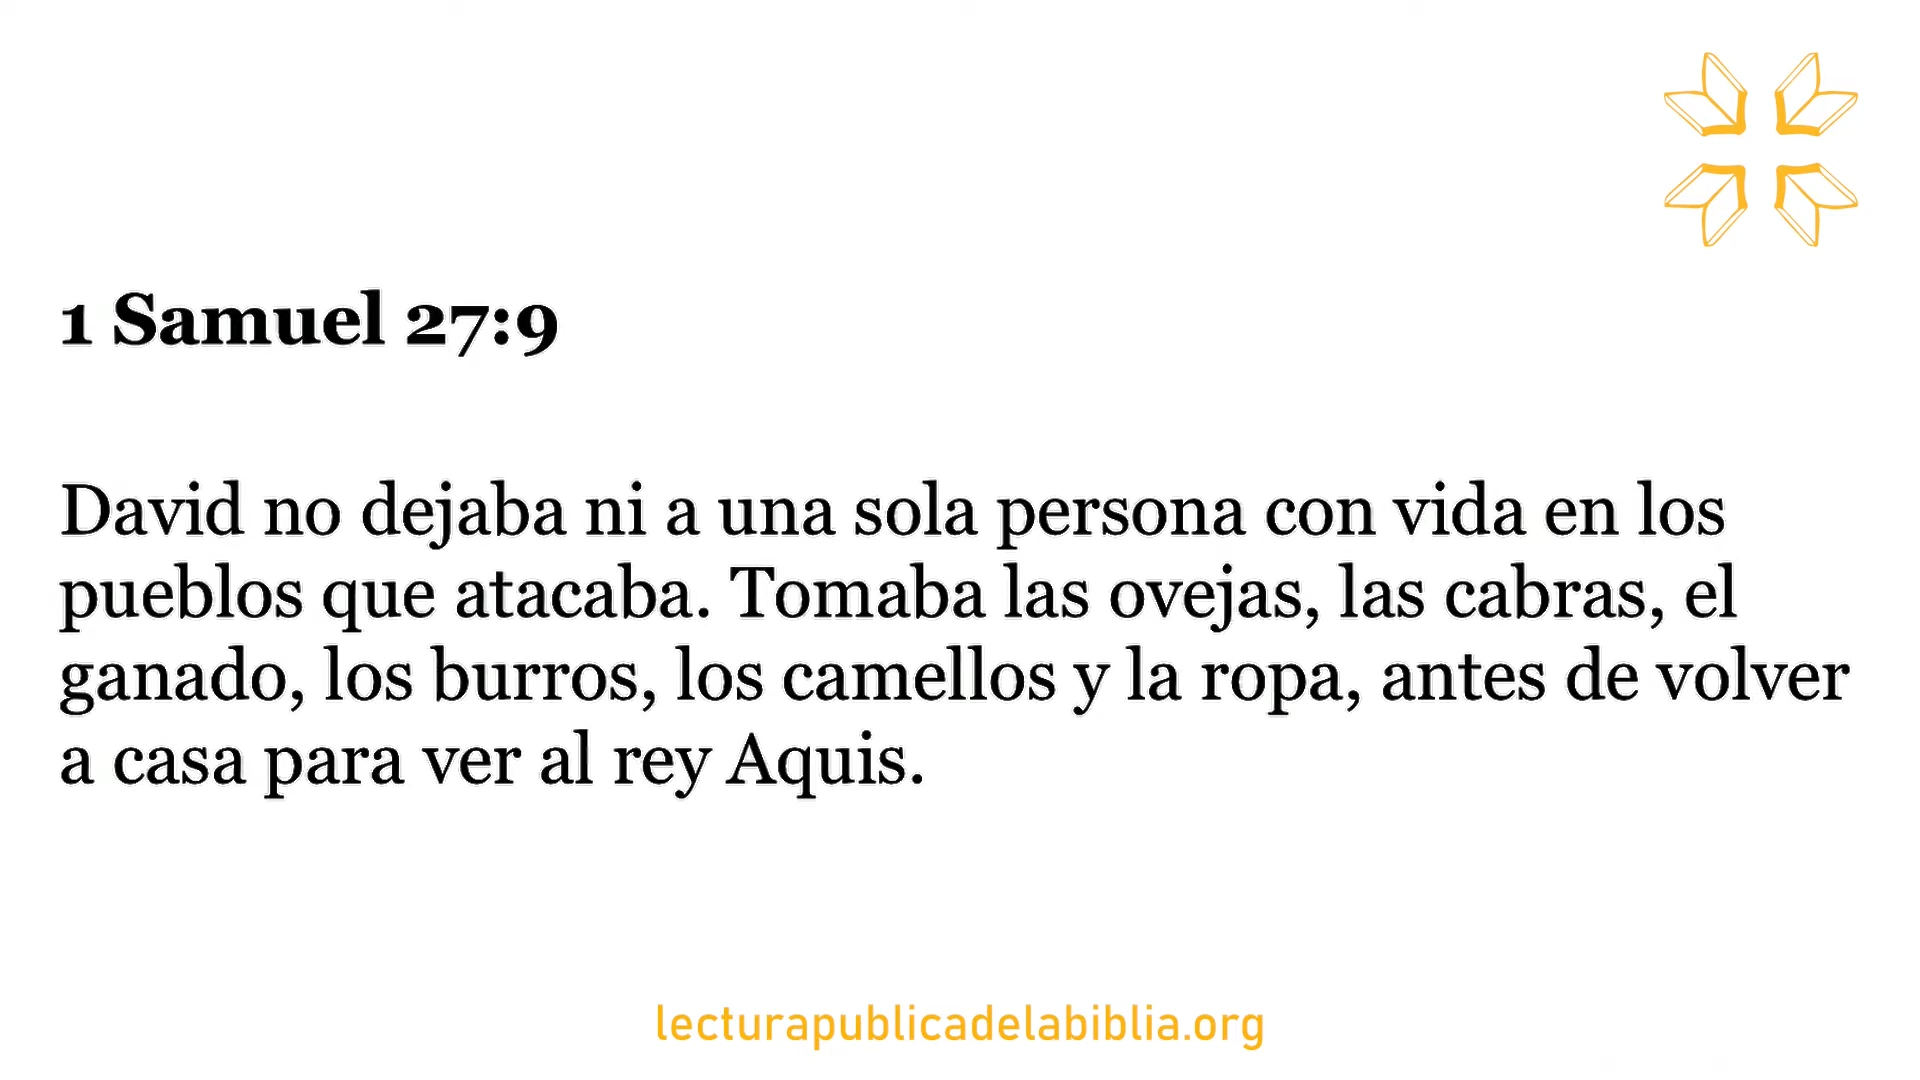 1 Samuel 27:9
David no dejaba ni a una sola persona con vida en los
pueblos que atacaba. Tomaba las ovejas, las cabras, el
ganado, los burros, los camellos y la ropa, antes de volver
a casa para ver al rey Aquis.
lecturapublicadelabiblia.org